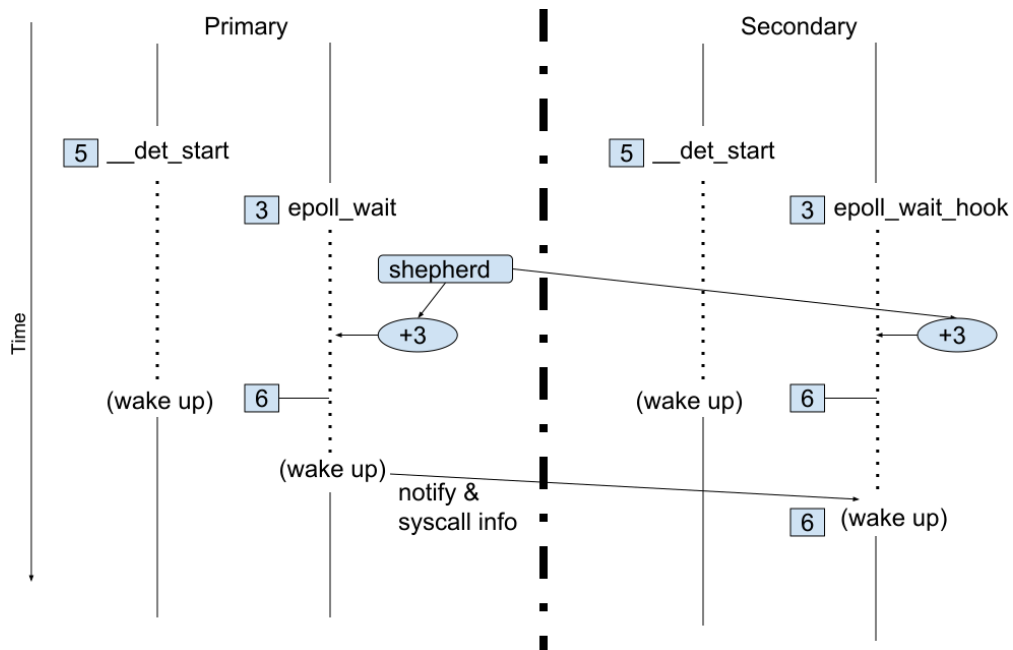 Primary
Secondary
5 __det_start
5 __det_start
3 epoll_wait
3 epoll_wait_hook
shepherd
Time
+3
+3
(wake up)
6
(wake up)
6
(wake up)
notify &
syscall info
6 (wake up)